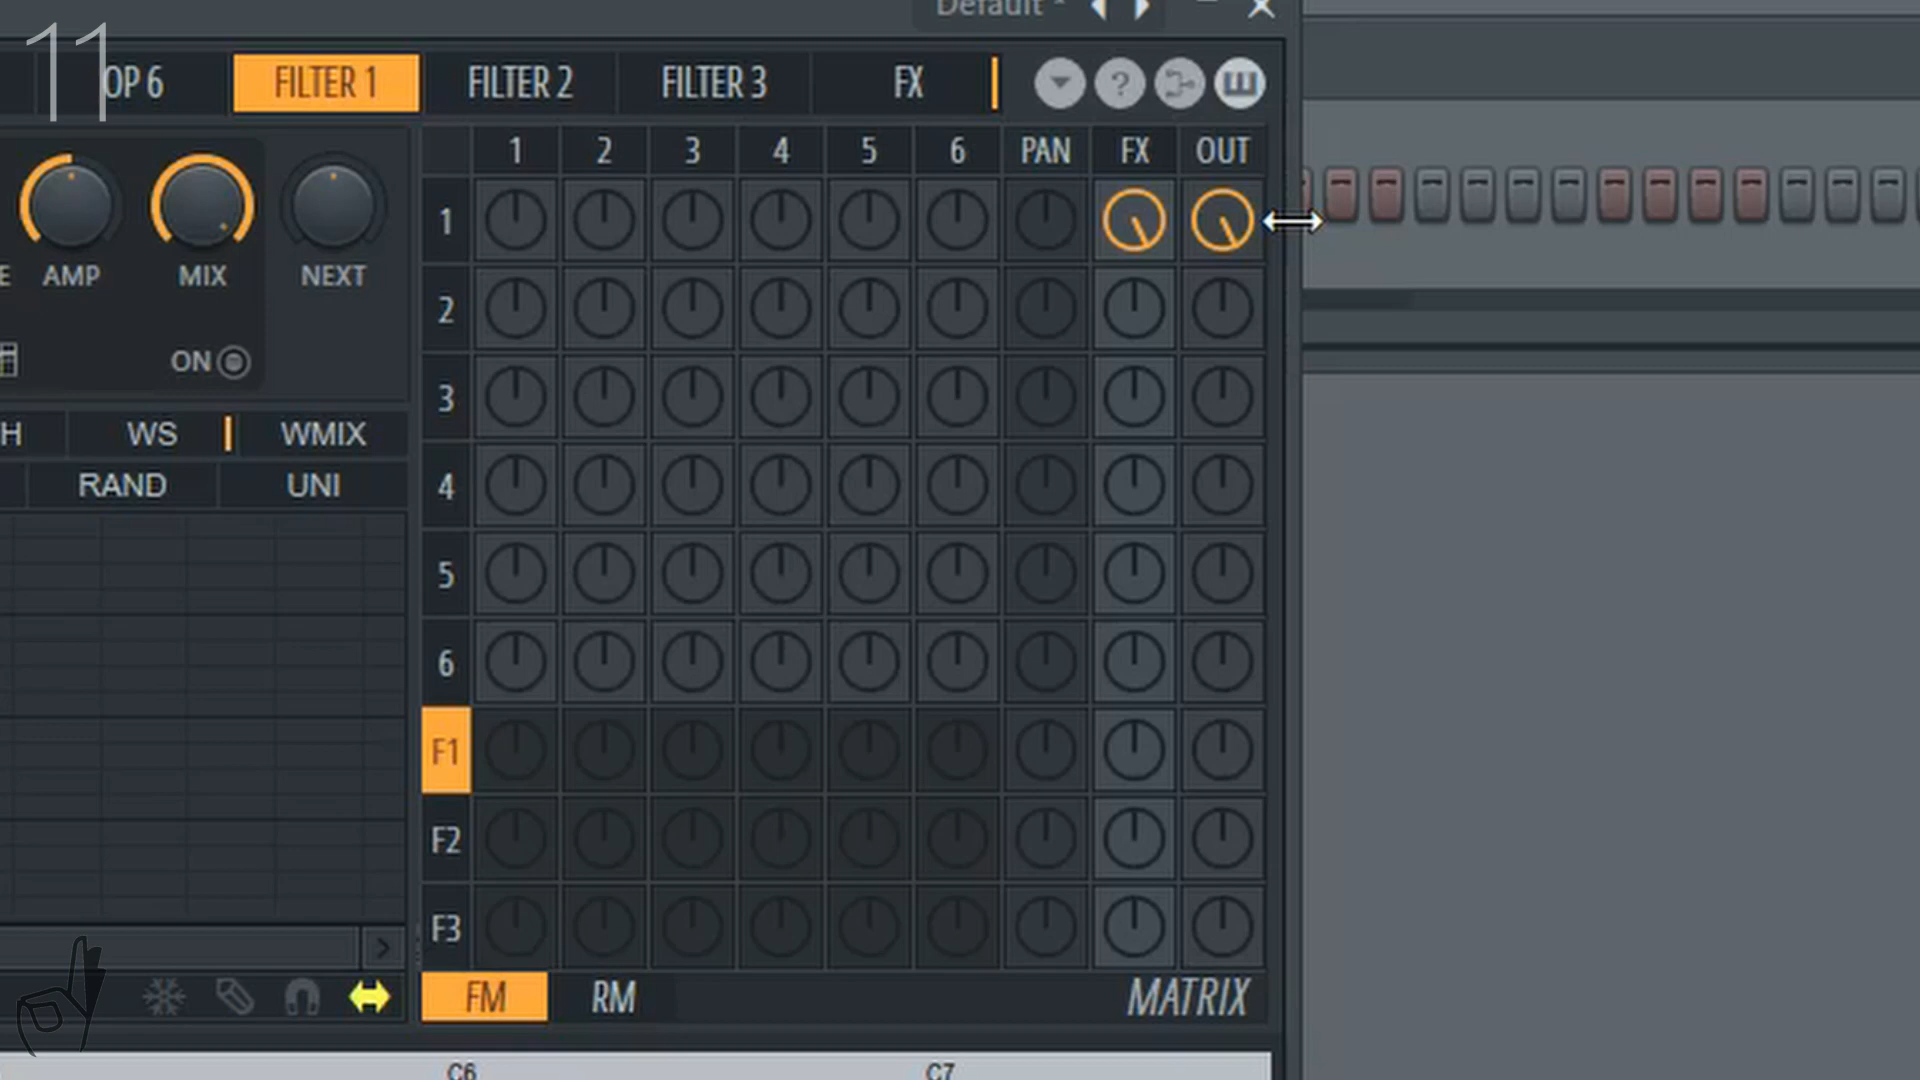 Default
11
OP 6 FILTER 1 FILTER 2 FILTER 3 FX ?
1 2 3 4 5 6 PAN FX OUT
1
AMP MIX NEXT
2
ON
3
H WS WMIX
4
RAND UNI
5
6
F1
F2
F3
FM RM MATRIX
C6 C7